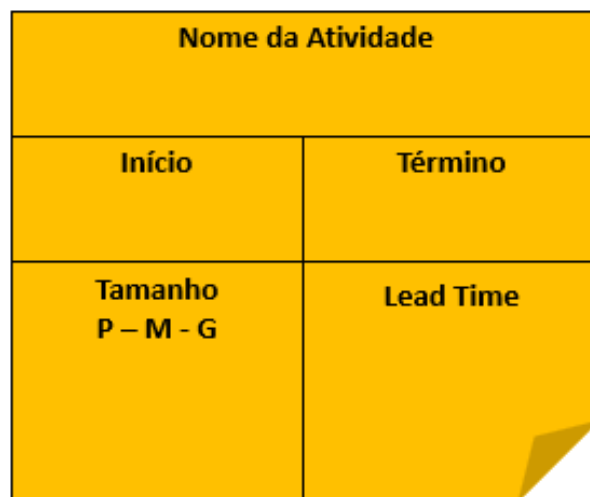 Nome da Atividade
Início
Término
Tamanho
P – M - G
Lead Time